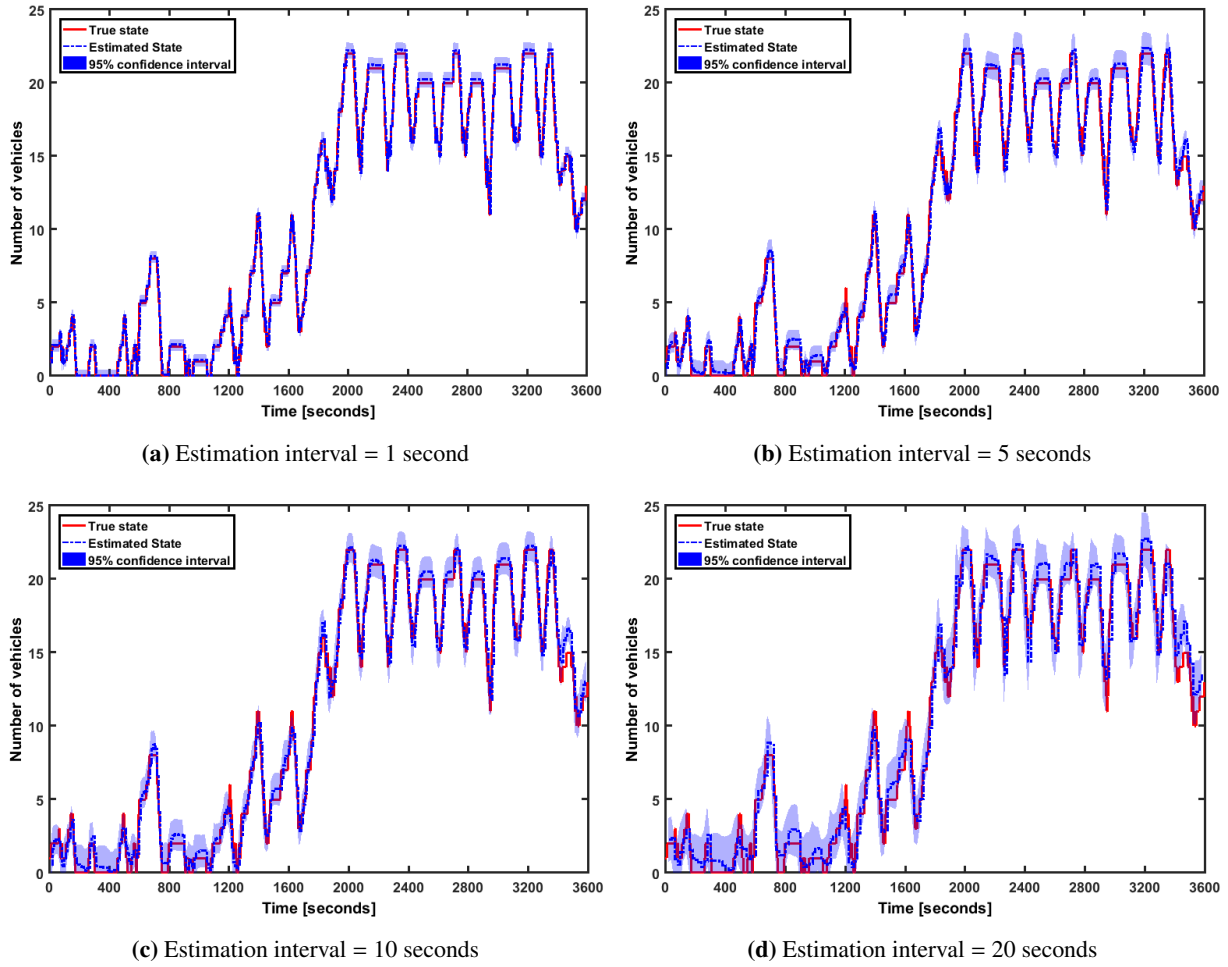 True state
Estimated State
95% confidence interval
Number of vehicles
25
20
15
10
5
0
0 400 800 1200 1600 2000 2400 2800 3200 3600
Time [seconds]
(a) Estimation interval = 1 second
True state
Estimated State
95% confidence interval
Number of vehicles
25
20
15
10
5
0
0 400 800 1200 1600 2000 2400 2800 3200 3600
Time [seconds]
(b) Estimation interval = 5 seconds
True state
Estimated State
95% confidence interval
Number of vehicles
25
20
15
10
5
0
0 400 800 1200 1600 2000 2400 2800 3200 3600
Time [seconds]
(c) Estimation interval = 10 seconds
True state
Estimated State
95% confidence interval
Number of vehicles
25
20
15
10
5
0
0 400 800 1200 1600 2000 2400 2800 3200 3600
Time [seconds]
(d) Estimation interval = 20 seconds